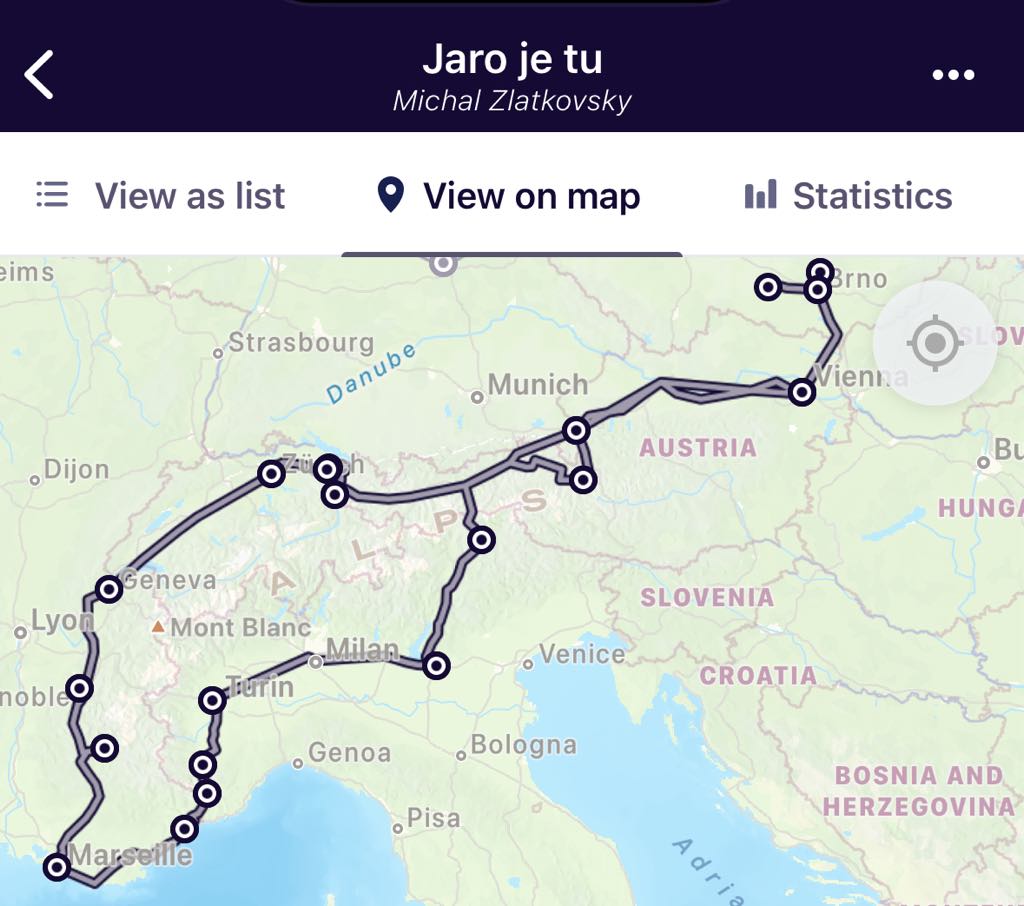 Jaro je tu
Michal Zlatkovsky
View as list
View on map
Statistics
eims
Brno
Strasbourg
SLOV
Danube
Munich
Vienna
AUSTRIA
Zürich
Dijon
Bu
HUNGA
ALPS
Geneva
SLOVENIA
Lyon
Mont Blanc
Milan
Venice
CROATIA
noble
Turin
Genoa
Bologna
BOSNIA AND
HERZEGOVINA
Pisa
Marseille
Adria